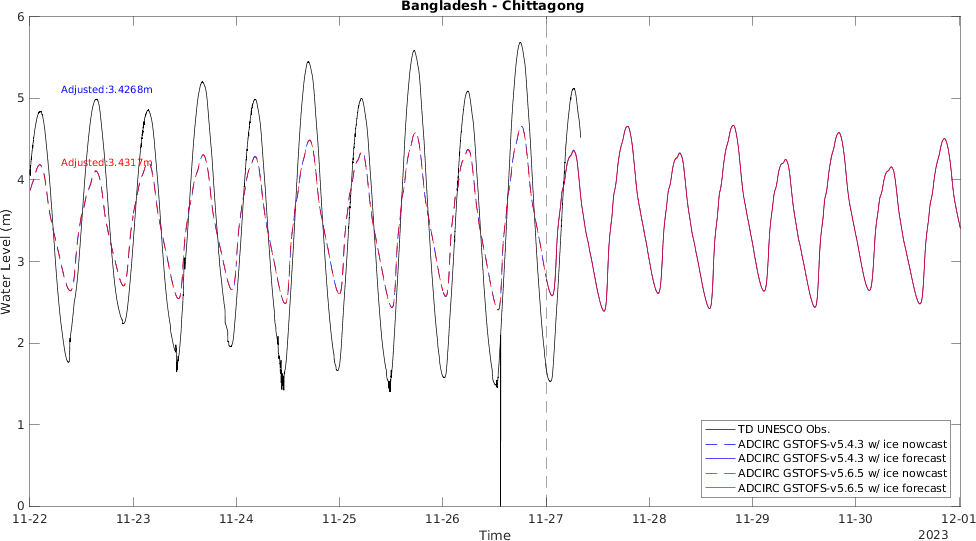 Bangladesh - Chittagong
6
5
4
3
2
1
0
Water Level (m)
Adjusted:3.4268m
Adjusted:3.4317m
TD UNESCO Obs.
ADCIRC GSTOFS-v5.4.3 w/ ice nowcast
ADCIRC GSTOFS-v5.4.3 w/ ice forecast
ADCIRC GSTOFS-v5.6.5 w/ ice nowcast
ADCIRC GSTOFS-v5.6.5 w/ ice forecast
11-22 11-23 11-24 11-25 11-26 11-27 11-28 11-29 11-30 12-01
Time
2023